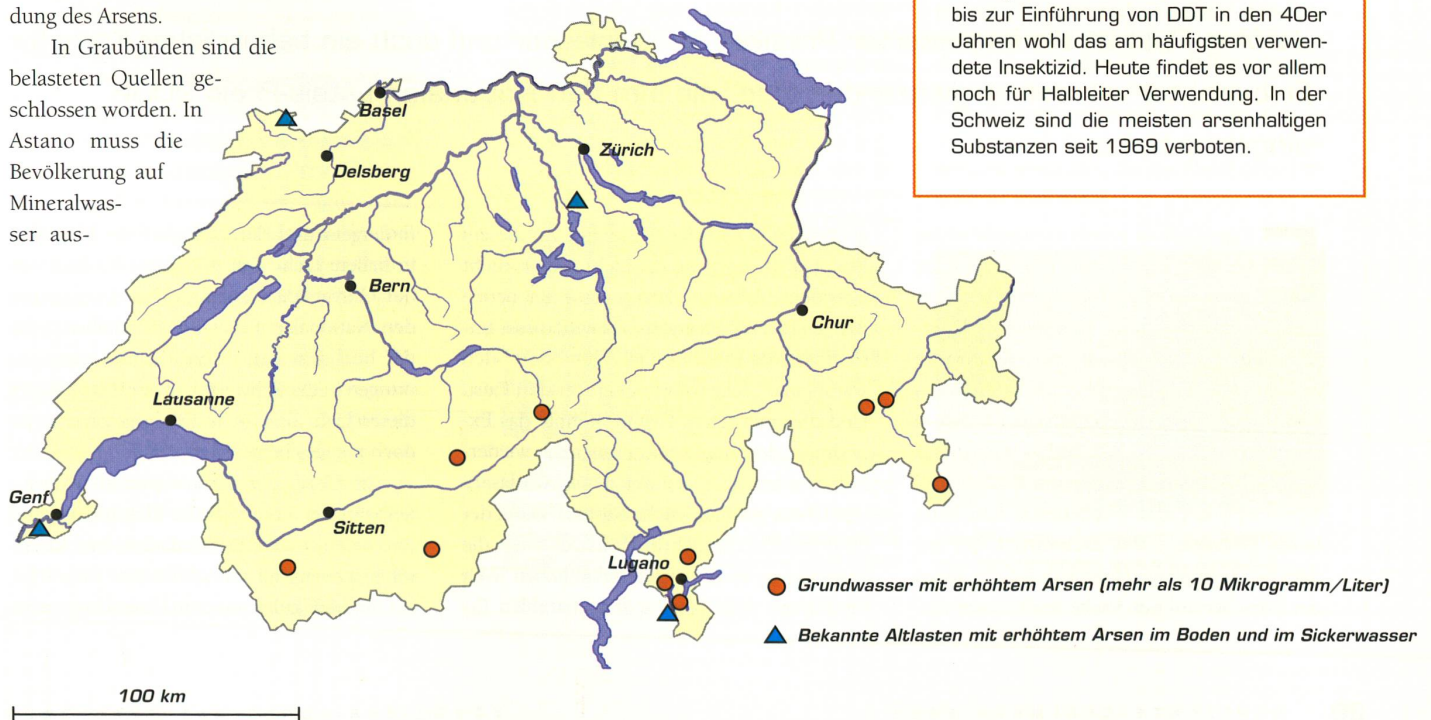 dung des Arsens.
In Graubünden sind die
belasteten Quellen ge-
schlossen worden. In
Astano muss die
Bevölkerung auf
Mineralwas-
ser aus-
bis zur Einführung von DDT in den 40er
Jahren wohl das am häufigsten verwen-
dete Insektizid. Heute findet es vor allem
noch für Halbleiter Verwendung. In der
Schweiz sind die meisten arsenhaltigen
Substanzen seit 1969 verboten.
Basel
Delsberg
Zürich
Bern
Chur
Lausanne
Genf
Sitten
Lugano
Grundwasser mit erhöhtem Arsen (mehr als 10 Mikrogramm/Liter)
Bekannte Altlasten mit erhöhtem Arsen im Boden und im Sickerwasser
100 km